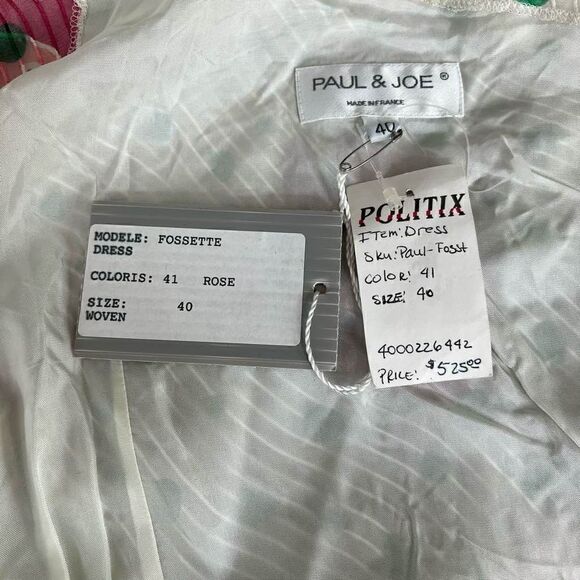 PAUL & JOE ®
MADE IN FRANCE
40
MODELE: FOSSETTE
DRESS
COLORIS: 41 ROSE
SIZE: 40
WOVEN
POLITIX
ITem: Dress
SKU: Paul-Fosst
Color: 41
SIZE: 40
4000226442
PRICE: $525.00